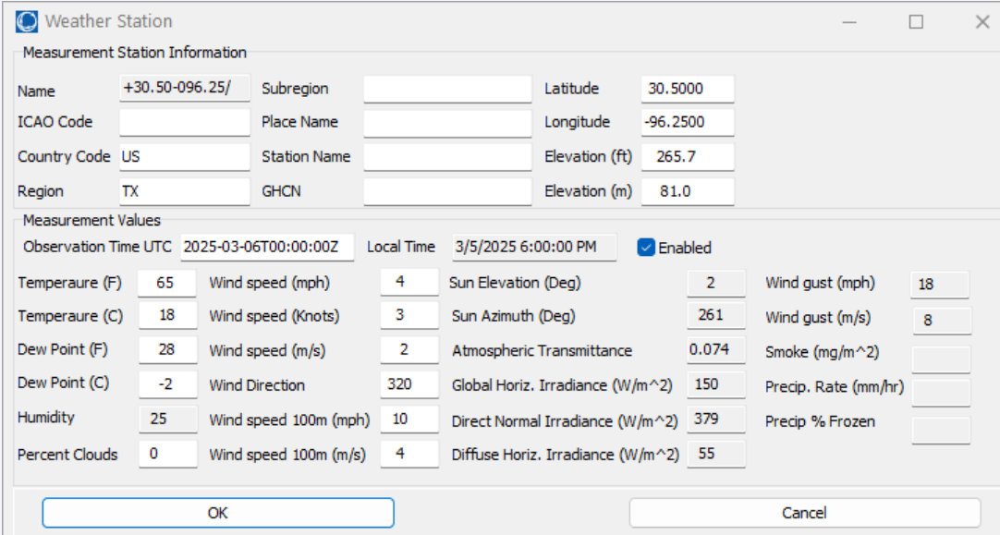 Weather Station
Measurement Station Information
Name +30.50-096.25/ Subregion Latitude 30.5000
ICAO Code Place Name Longitude -96.2500
Country Code US Station Name Elevation (ft) 265.7
Region TX GHCN Elevation (m) 81.0
Measurement Values
Observation Time UTC 2025-03-06T00:00:00Z Local Time 3/5/2025 6:00:00 PM Enabled
Temperaure (F) 65 Wind speed (mph) 4 Sun Elevation (Deg) 2 Wind gust (mph) 18
Temperaure (C) 18 Wind speed (Knots) 3 Sun Azimuth (Deg) 261 Wind gust (m/s) 8
Dew Point (F) 28 Wind speed (m/s) 2 Atmospheric Transmittance 0.074 Smoke (mg/m^2)
Dew Point (C) -2 Wind Direction 320 Global Horiz. Irradiance (W/m^2) 150 Precip. Rate (mm/hr)
Humidity 25 Wind speed 100m (mph) 10 Direct Normal Irradiance (W/m^2) 379 Precip % Frozen
Percent Clouds 0 Wind speed 100m (m/s) 4 Diffuse Horiz. Irradiance (W/m^2) 55
OK Cancel